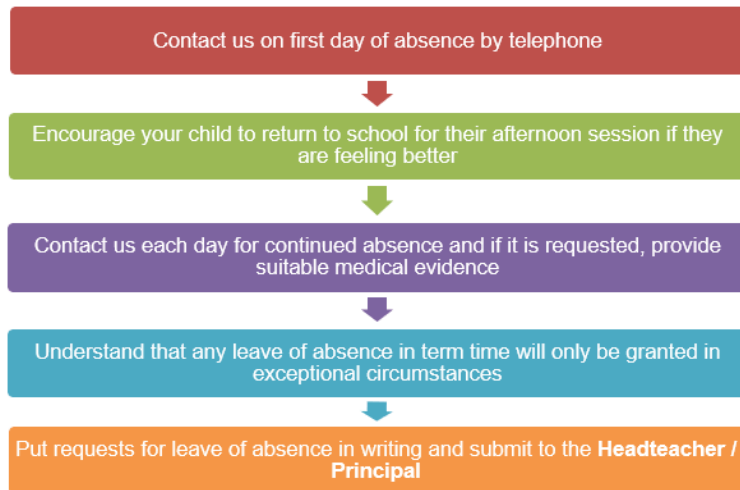 Contact us on first day of absence by telephone
Encourage your child to return to school for their afternoon session if they
are feeling better
Contact us each day for continued absence and if it is requested, provide
suitable medical evidence
Understand that any leave of absence in term time will only be granted in
exceptional circumstances
Put requests for leave of absence in writing and submit to the Headteacher /
Principal